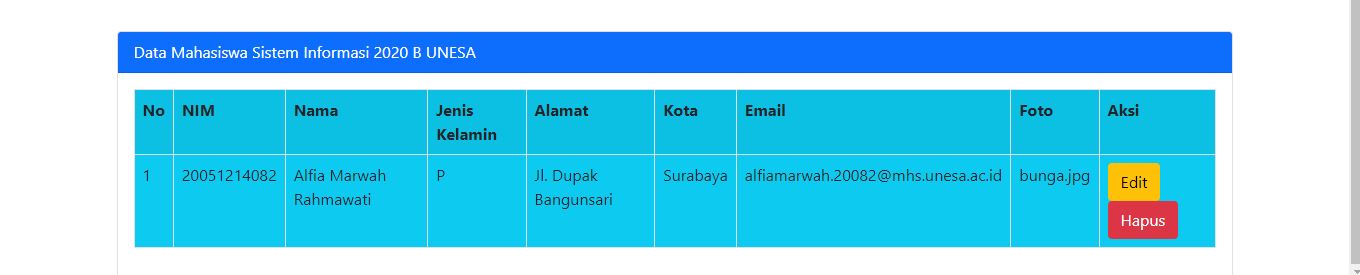 Data Mahasiswa Sistem Informasi 2020 B UNESA
No NIM Nama Jenis Kelamin Alamat Kota Email Foto Aksi
1 20051214082 Alfia Marwah Rahmawati P Jl. Dupak Bangunsari Surabaya alfiamarwah.20082@mhs.unesa.ac.id bunga.jpg Edit
Hapus